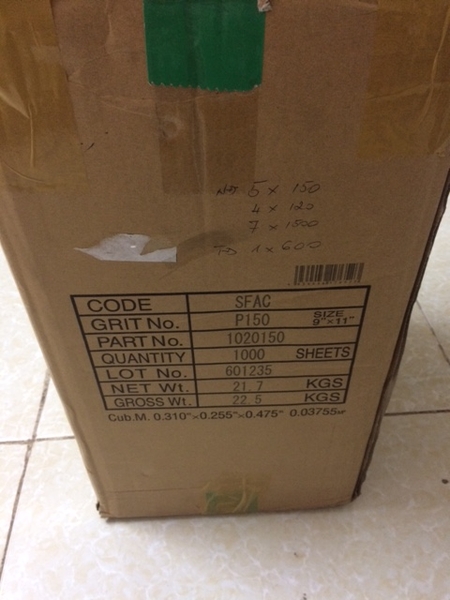 5 x 150
4 x 120
7 x 1500
1 x 600
CODE SFAC
GRIT No. P150 SIZE 9"×11"
PART No. 1020150
QUANTITY 1000 SHEETS
LOT No. 601235
NET Wt. 21.7 KGS
GROSS Wt. 22.5 KGS
Cub.M. 0.310"×0.255"×0.475" 0.03755M³